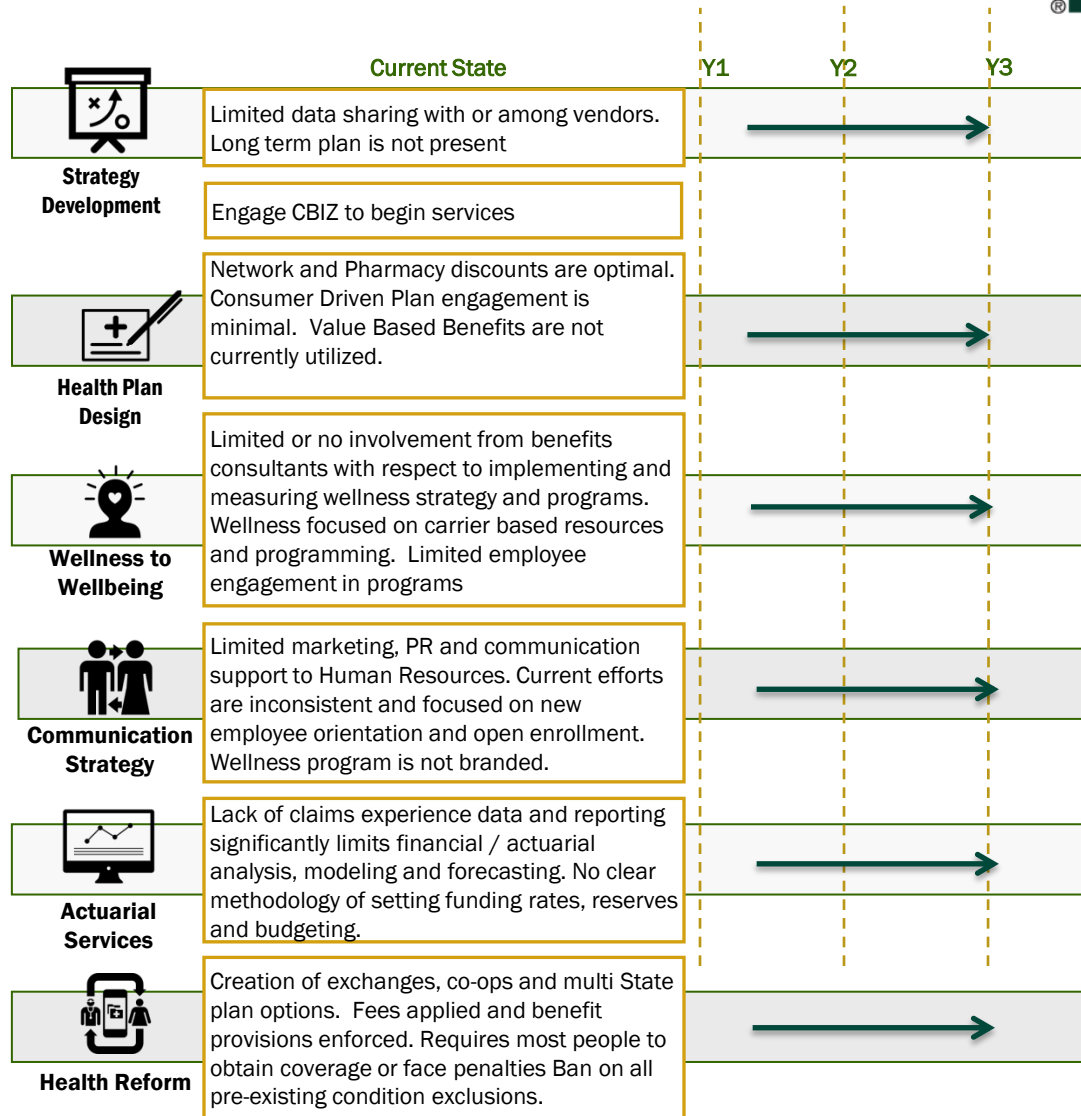 ®
Current State
Y1
Y2
Y3
Strategy
Development
Limited data sharing with or among vendors.
Long term plan is not present
Engage CBIZ to begin services
Health Plan
Design
Network and Pharmacy discounts are optimal.
Consumer Driven Plan engagement is
minimal.  Value Based Benefits are not
currently utilized.
Wellness to
Wellbeing
Limited or no involvement from benefits
consultants with respect to implementing and
measuring wellness strategy and programs.
Wellness focused on carrier based resources
and programming.  Limited employee
engagement in programs
Communication
Strategy
Limited marketing, PR and communication
support to Human Resources. Current efforts
are inconsistent and focused on new
employee orientation and open enrollment.
Wellness program is not branded.
Actuarial
Services
Lack of claims experience data and reporting
significantly limits financial / actuarial
analysis, modeling and forecasting. No clear
methodology of setting funding rates, reserves
and budgeting.
Health Reform
Creation of exchanges, co-ops and multi State
plan options.  Fees applied and benefit
provisions enforced. Requires most people to
obtain coverage or face penalties Ban on all
pre-existing condition exclusions.